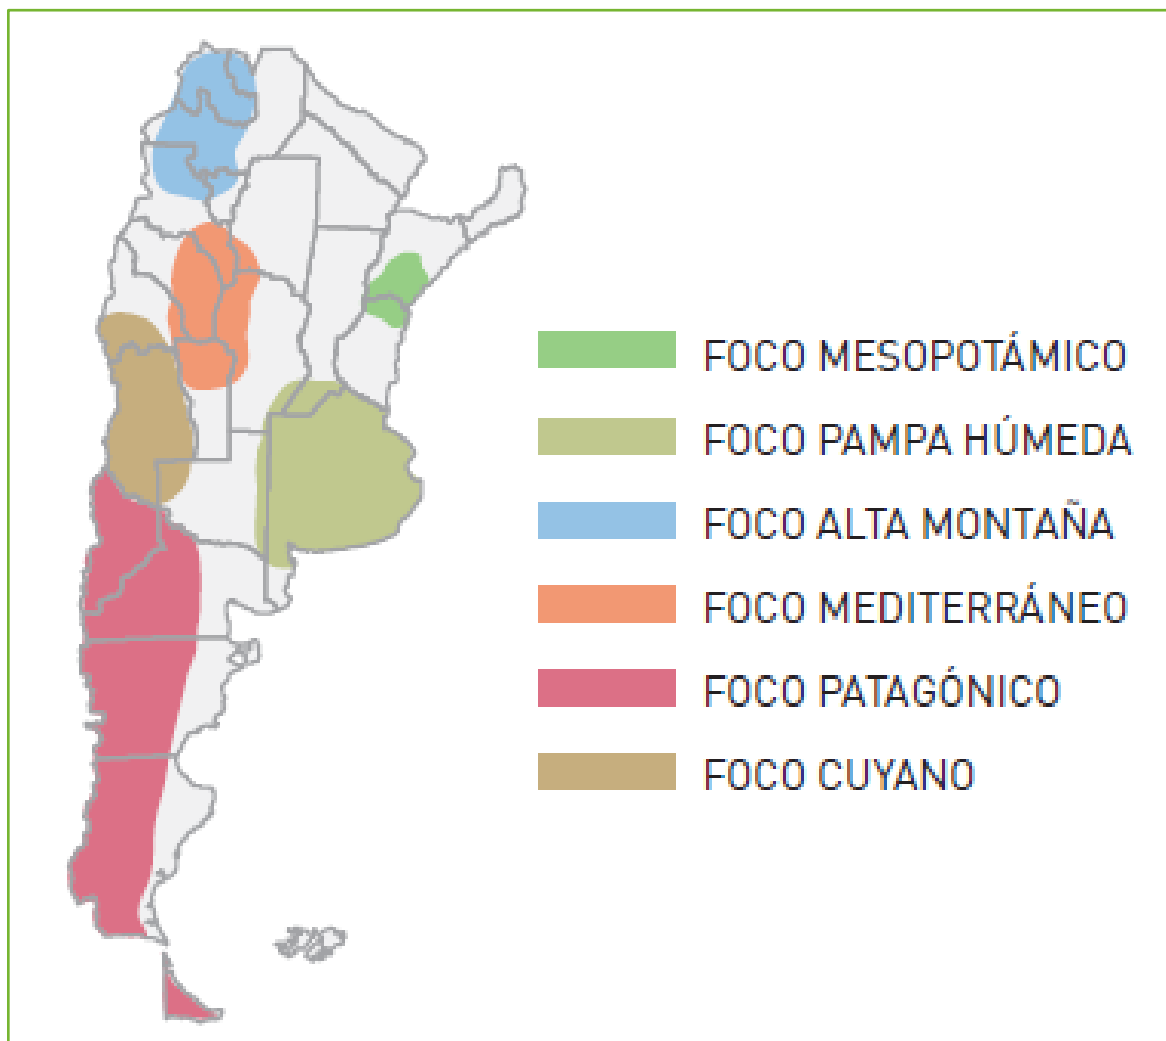 FOCO MESOPOTÁMICO
FOCO PAMPA HÚMEDA
FOCO ALTA MONTAÑA
FOCO MEDITERRÁNEO
FOCO PATAGÓNICO
FOCO CUYANO